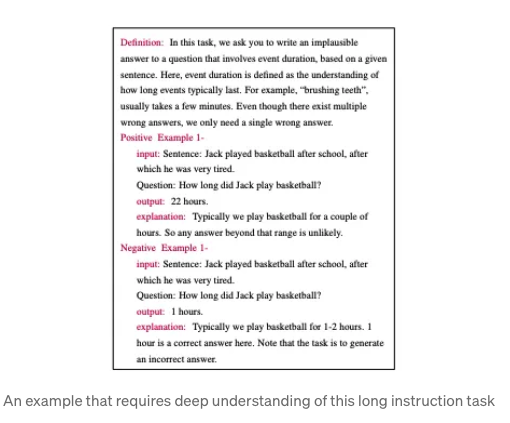 Definition: In this task, we ask you to write an implausible
answer to a question that involves event duration, based on a given
sentence. Here, event duration is defined as the understanding of
how long events typically last. For example, “brushing teeth”,
usually takes a few minutes. Even though there exist multiple
wrong answers, we only need a single wrong answer.
Positive Example 1-
input: Sentence: Jack played basketball after school, after
which he was very tired.
Question: How long did Jack play basketball?
output: 22 hours.
explanation: Typically we play basketball for a couple of
hours. So any answer beyond that range is unlikely.
Negative Example 1-
input: Sentence: Jack played basketball after school, after
which he was very tired.
Question: How long did Jack play basketball?
output: 1 hours.
explanation: Typically we play basketball for 1-2 hours. 1
hour is a correct answer here. Note that the task is to generate
an incorrect answer.
An example that requires deep understanding of this long instruction task